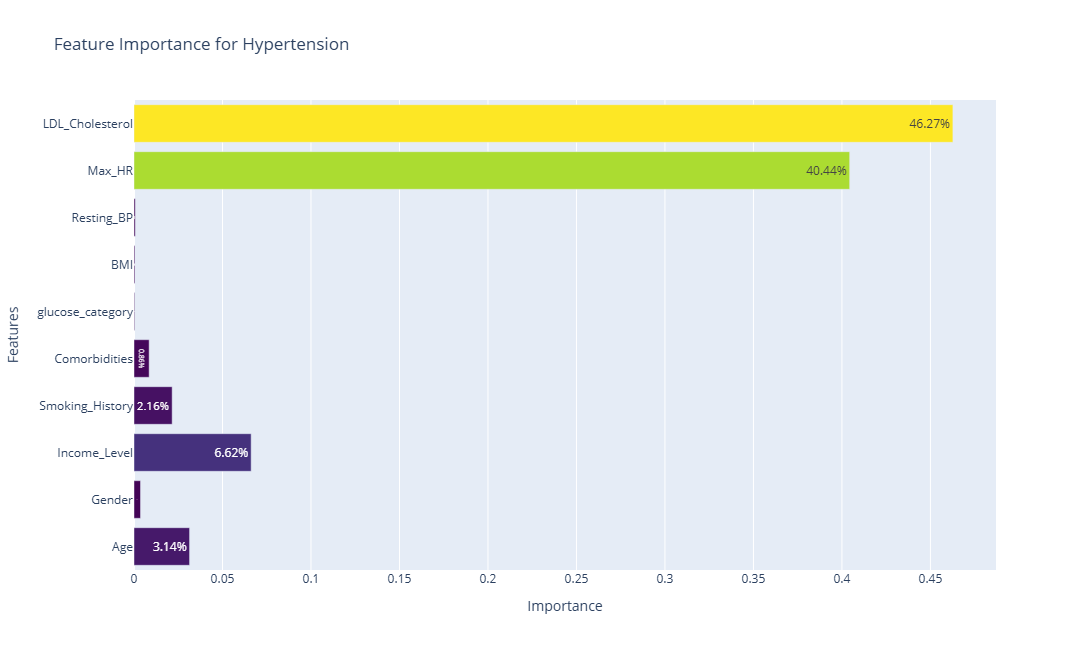 Feature Importance for Hypertension
LDL_Cholesterol
46.27%
Max_HR
40.44%
Resting_BP
BMI
glucose_category
Comorbidities
0.86%
Smoking_History
2.16%
Income_Level
6.62%
Gender
Age
3.14%
0 0.05 0.1 0.15 0.2 0.25 0.3 0.35 0.4 0.45
Importance
Features